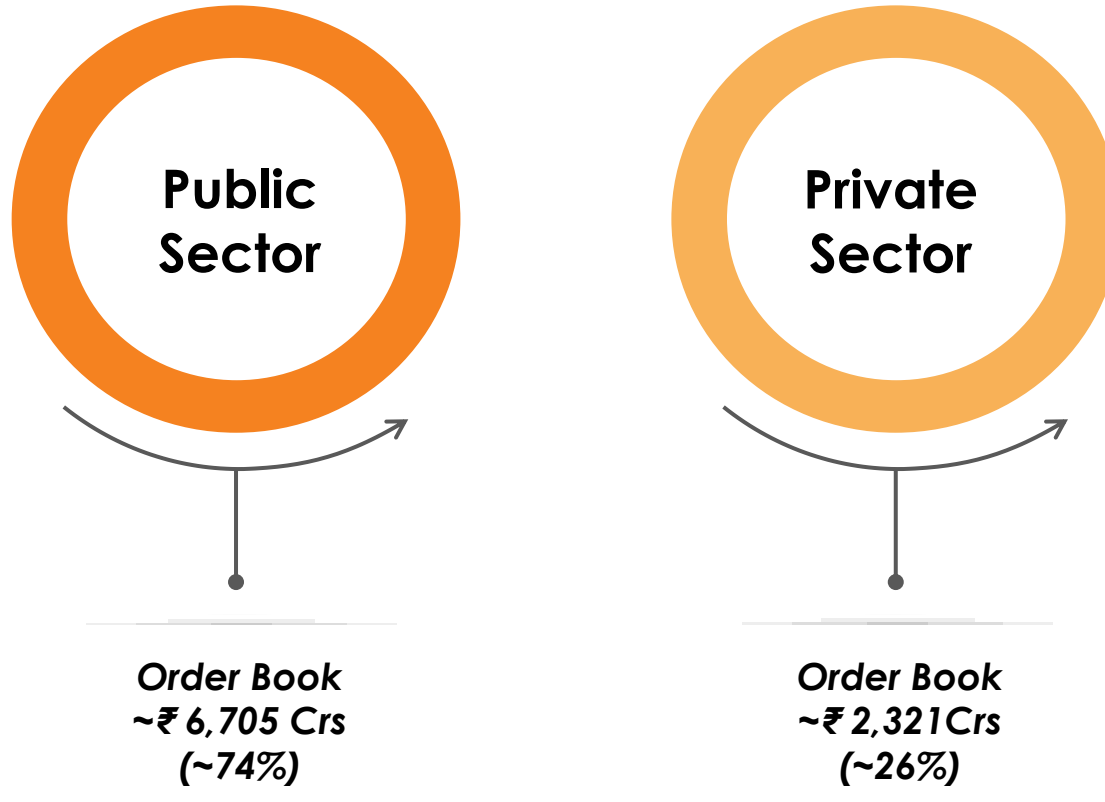 Public
Sector
Order Book
~₹ 6,705 Crs
(~74%)
Private
Sector
Order Book
~₹ 2,321Crs
(~26%)